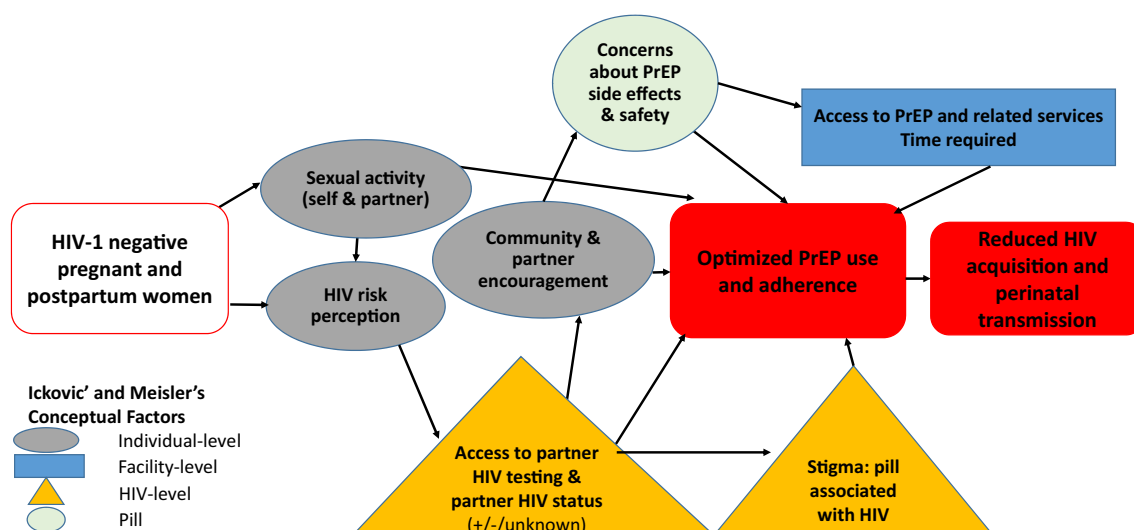 Concerns
about PrEP
side effects
& safety
Access to PrEP and related services
Time required
Sexual activity
(self & partner)
HIV-1 negative
pregnant and
postpartum women
Community &
partner
encouragement
Optimized PrEP use
and adherence
Reduced HIV
acquisition and
perinatal
transmission
HIV risk
perception
Ickovic’ and Meisler’s
Conceptual Factors
Individual-level
Facility-level
HIV-level
Pill
Access to partner
HIV testing &
partner HIV status
(+/-/unknown)
Stigma: pill
associated
with HIV